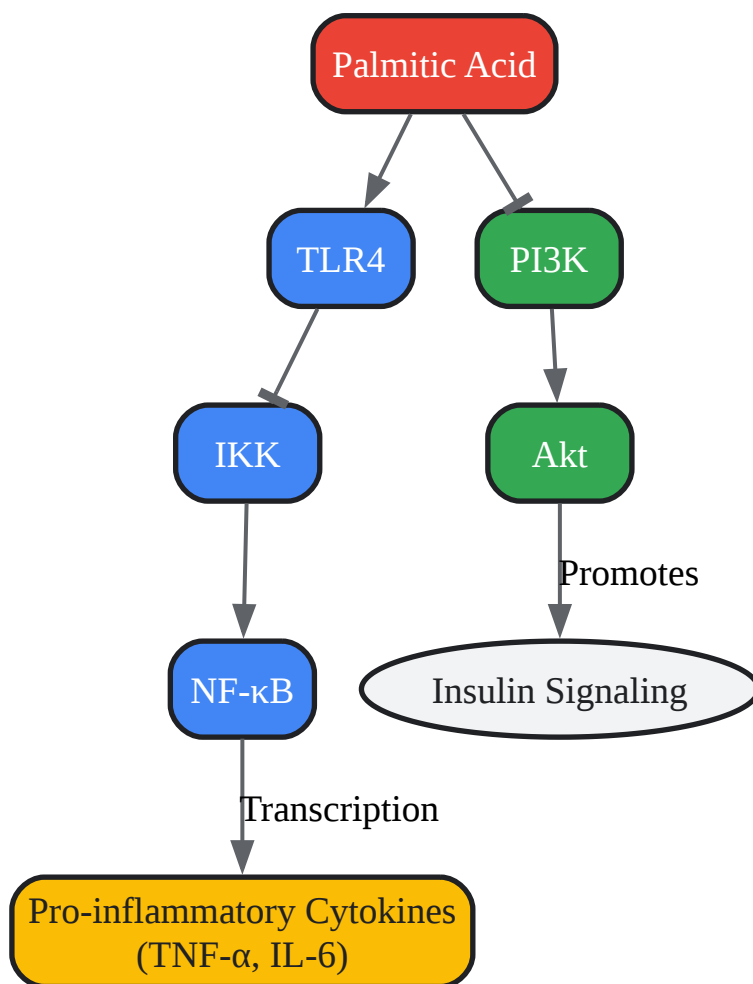 Palmitic Acid
TLR4
PI3K
IKK
Akt
Promotes
NF-κB
Insulin Signaling
Transcription
Pro-inflammatory Cytokines
(TNF-α, IL-6)